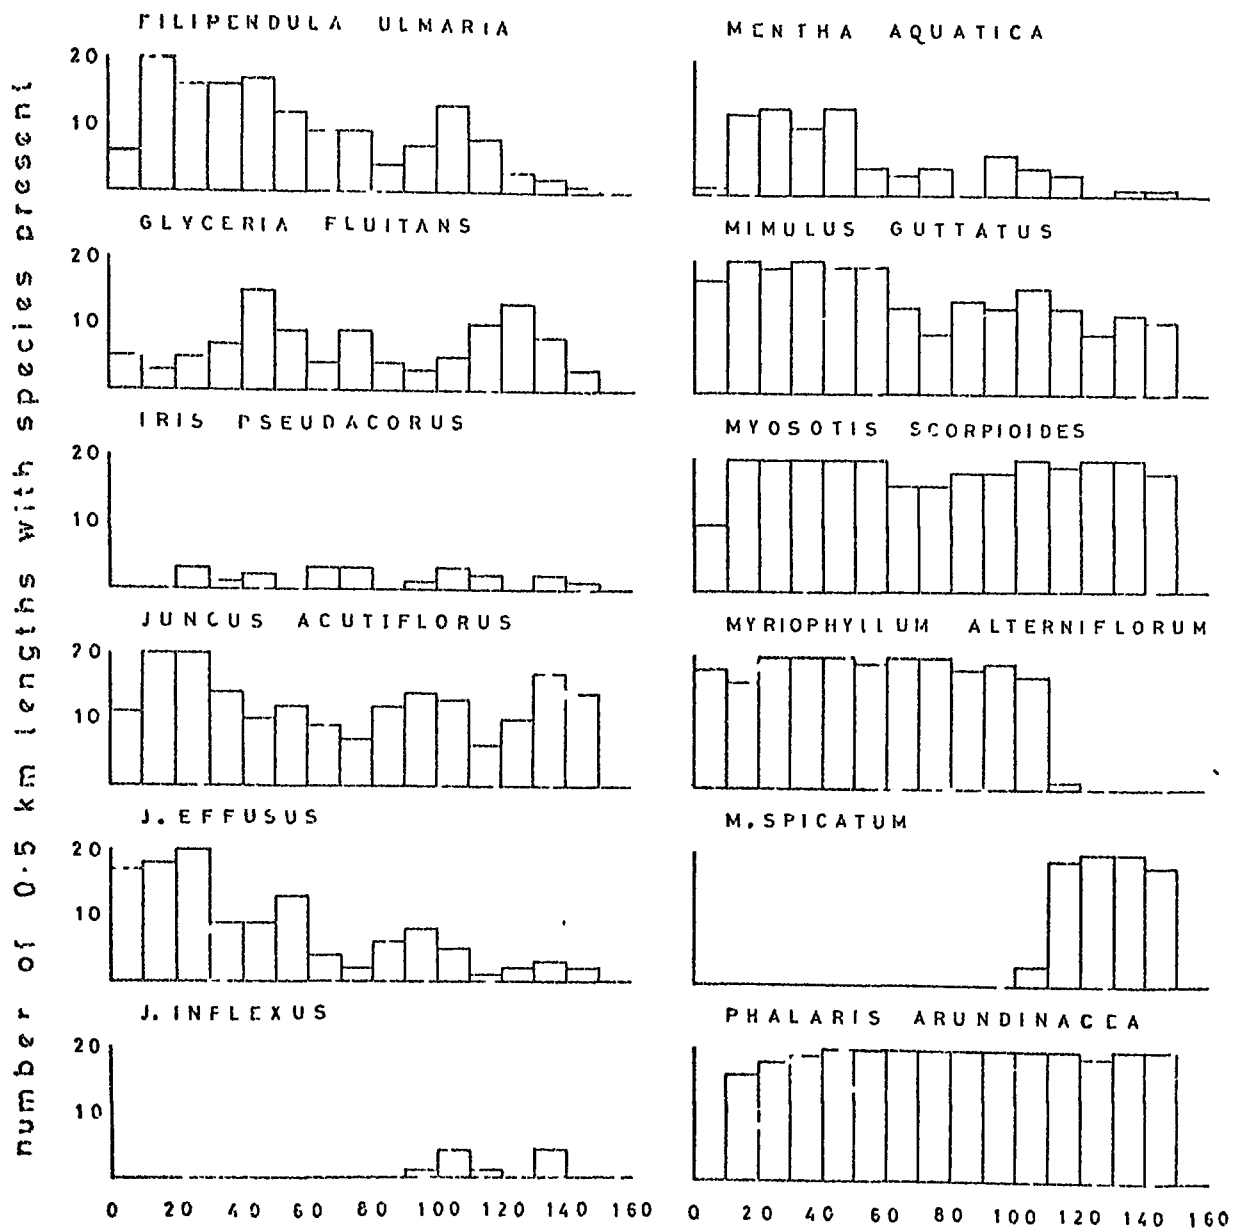 number of 0.5 km lengths with species present
FILIPENDULA ULMARIA
20
10
GLYCERIA FLUITANS
20
10
IRIS PSEUDACORUS
20
10
JUNCUS ACUTIFLORUS
20
10
J. EFFUSUS
20
10
J. INFLEXUS
20
10
0 20 40 60 80 100 120 140 160
MENTHA AQUATICA
MIMULUS GUTTATUS
MYOSOTIS SCORPIOIDES
MYRIOPHYLLUM ALTERNIFLORUM
M. SPICATUM
PHALARIS ARUNDINACEA
0 20 40 60 80 100 120 140 160